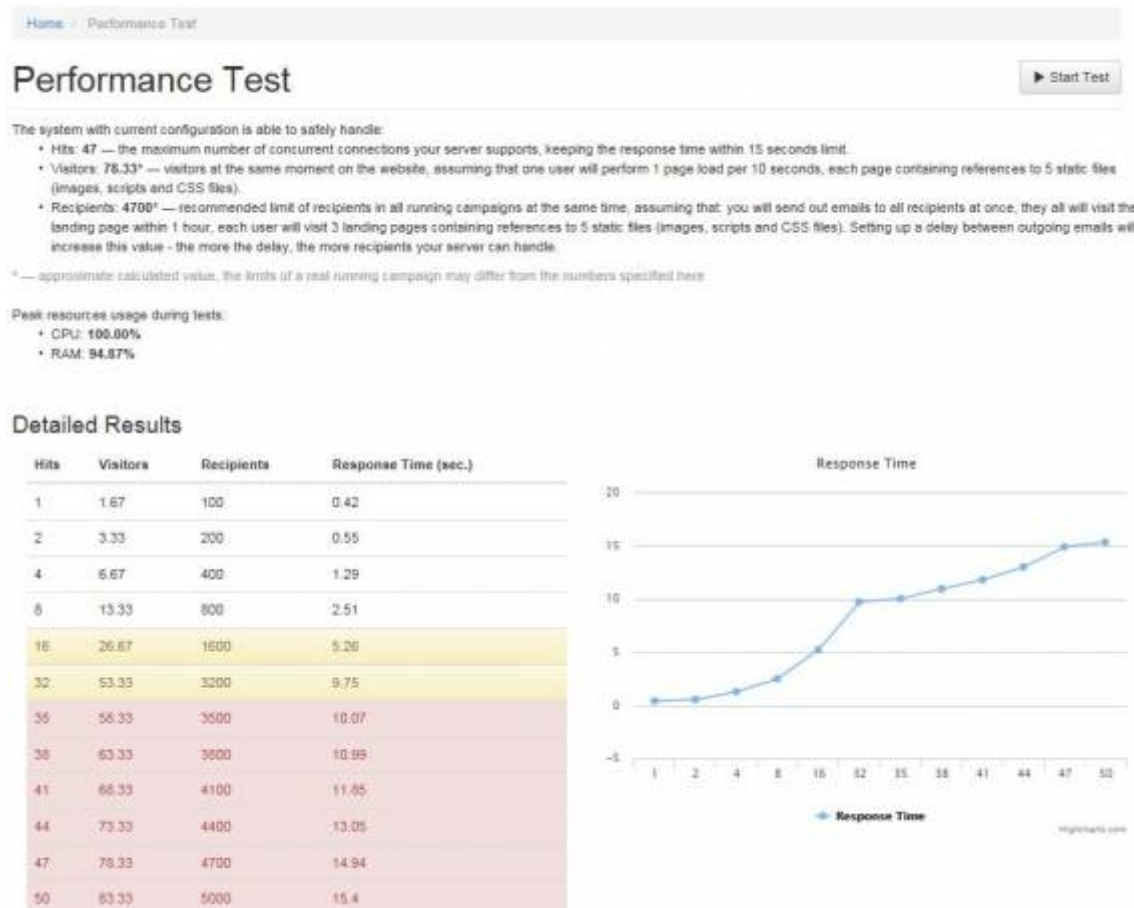 Home / Performance Test
Performance Test
Start Test
The system with current configuration is able to safely handle:
• Hits: 47 — the maximum number of concurrent connections your server supports, keeping the response time within 15 seconds limit.
• Visitors: 78.33* — visitors at the same moment on the website, assuming that one user will perform 1 page load per 10 seconds, each page containing references to 5 static files
(images, scripts and CSS files).
• Recipients: 4700* — recommended limit of recipients in all running campaigns at the same time, assuming that: you will send out emails to all recipients at once, they all will visit the
landing page within 1 hour, each user will visit 3 landing pages containing references to 5 static files (images, scripts and CSS files). Setting up a delay between outgoing emails will
increase this value - the more the delay, the more recipients your server can handle.
* — approximate calculated value, the limits of a real running campaign may differ from the numbers specified here.
Peak resources usage during tests:
• CPU: 100.00%
• RAM: 94.87%
Detailed Results
Hits Visitors Recipients Response Time (sec.)
1 1.67 100 0.42
2 3.33 200 0.55
4 6.67 400 1.29
8 13.33 800 2.51
16 26.67 1600 5.26
32 53.33 3200 9.75
35 58.33 3500 10.07
38 63.33 3800 10.99
41 68.33 4100 11.85
44 73.33 4400 13.05
47 78.33 4700 14.94
50 83.33 5000 15.4
Response Time
20
15
10
5
0
-5
1 2 4 8 16 32 35 38 41 44 47 50
Response Time
Highcharts.com